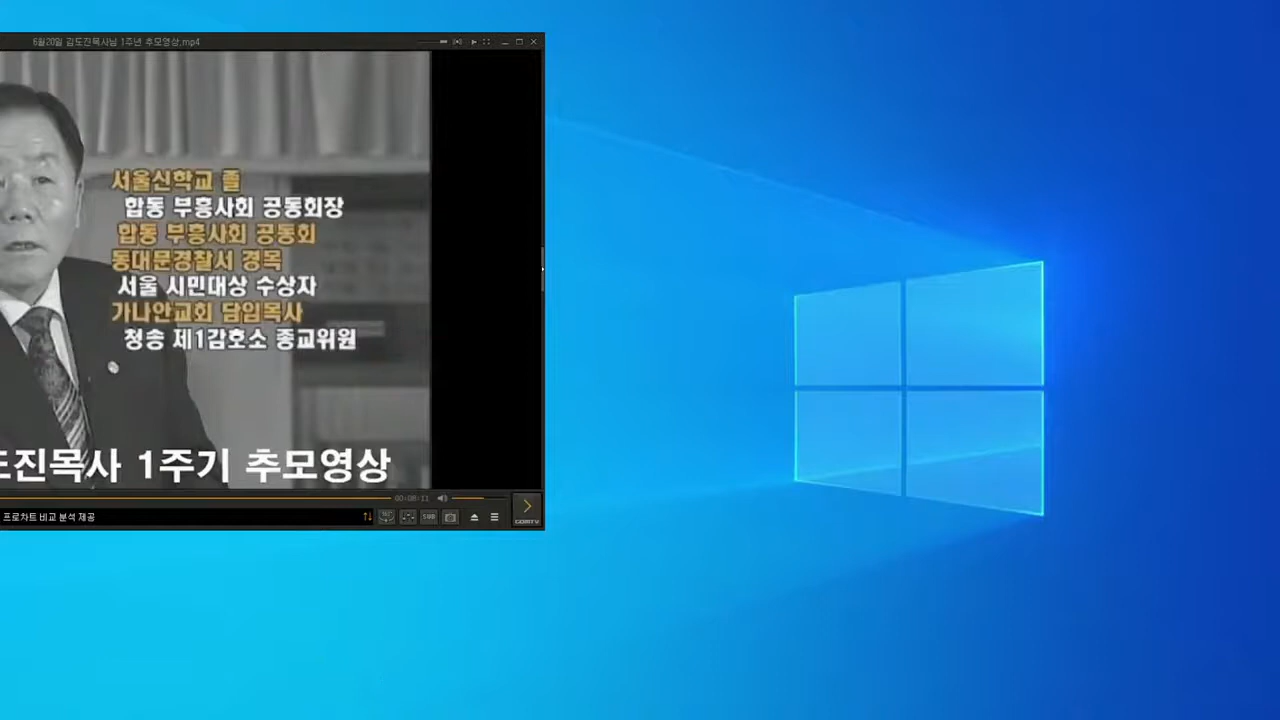 6월20일 김도진목사님 1주년 추모영상.mp4
서울신학교 졸
합동 부흥사회 공동회장
합동 부흥사회 공동회
동대문경찰서 경목
서울 시민대상 수상자
가나안교회 담임목사
청송 제1감호소 종교위원
도진목사 1주기 추모영상
00:08:11
프로차트 비교 분석 제공
SUB
GOMTV